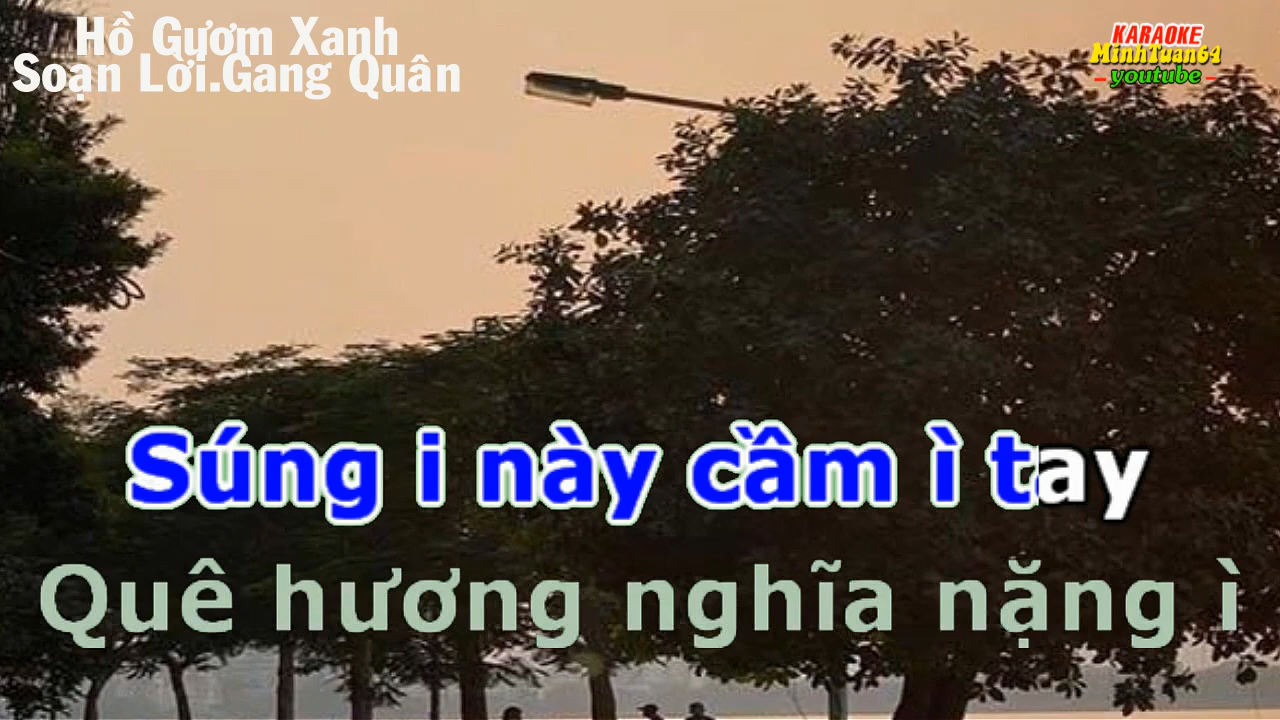 Hồ Gươm Xanh
Soạn Lời.Gang Quân
KARAOKE
MinhTuan64
youtube
Súng i này cầm ì tay
Quê hương nghĩa nặng ì